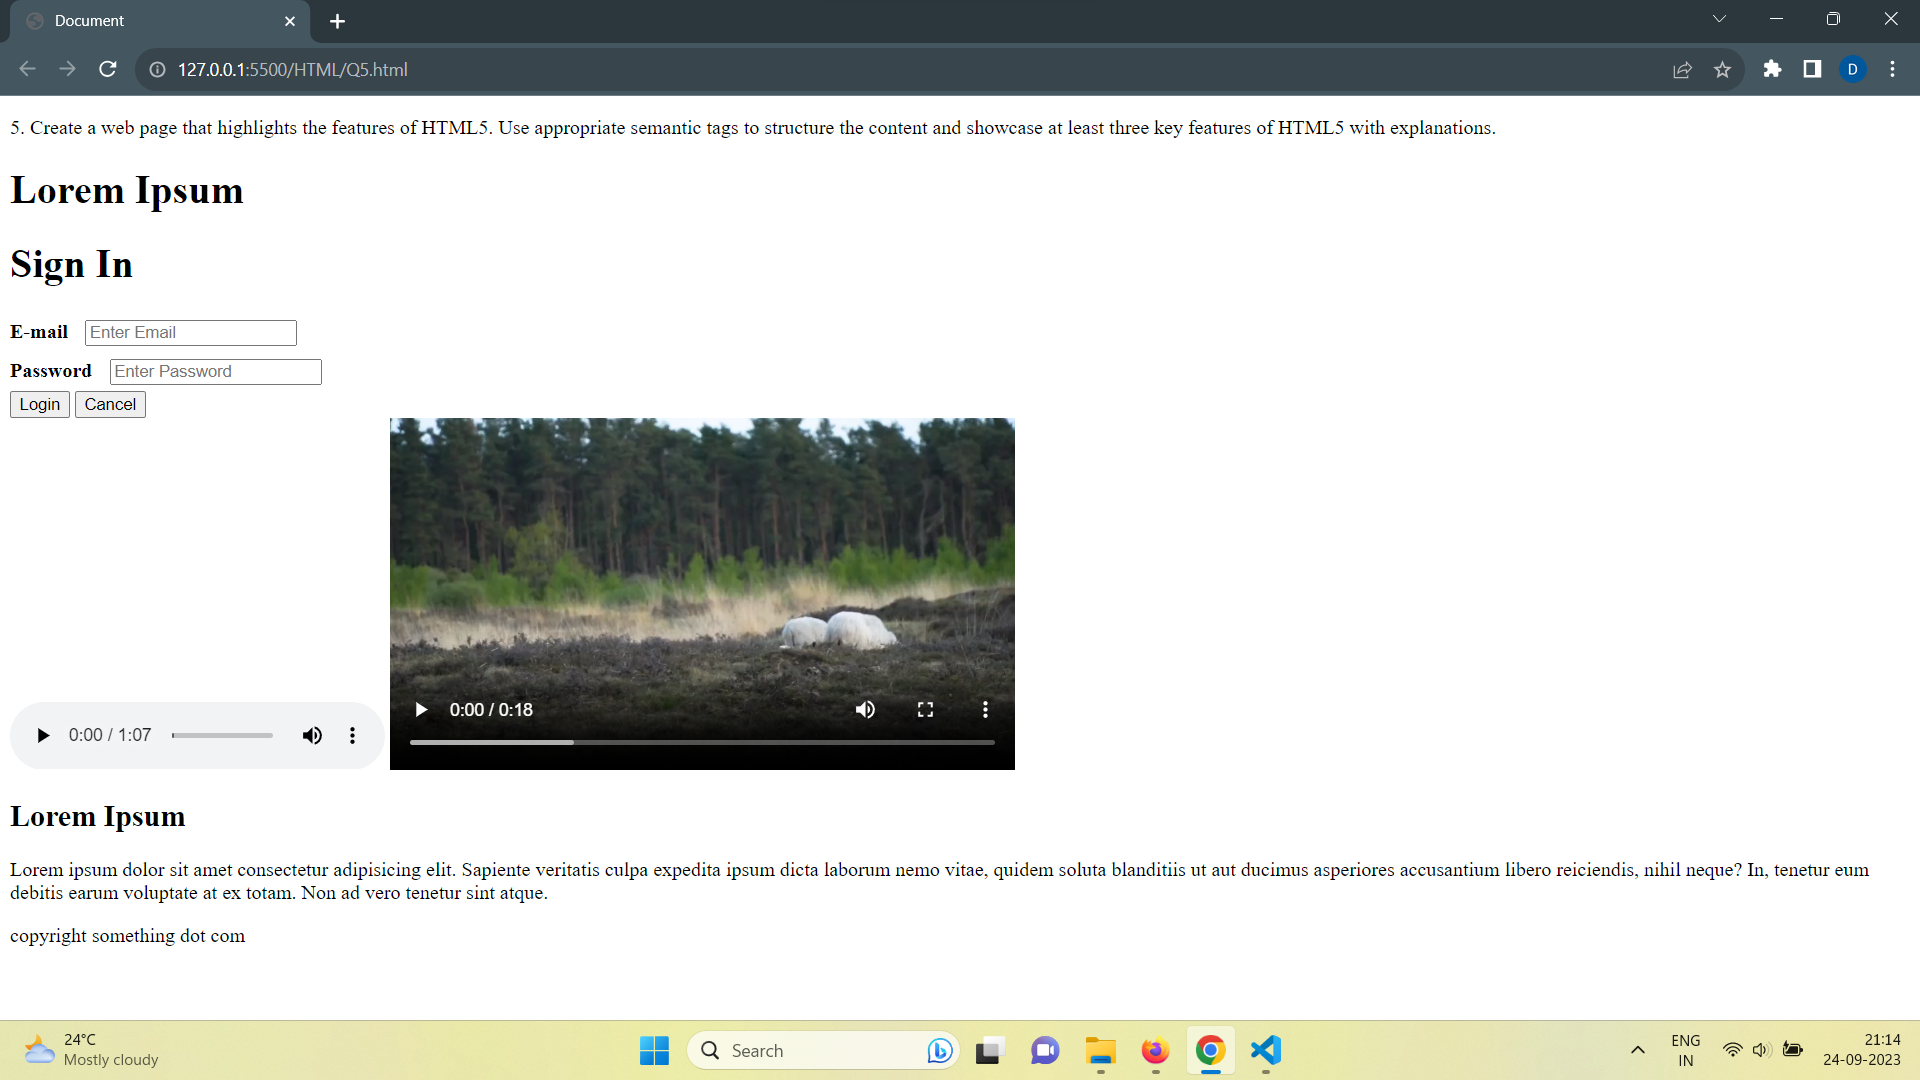 Document
127.0.0.1:5500/HTML/Q5.html
D
5. Create a web page that highlights the features of HTML5. Use appropriate semantic tags to structure the content and showcase at least three key features of HTML5 with explanations.
Lorem Ipsum
Sign In
E-mail Enter Email
Password Enter Password
Login Cancel
0:00 / 0:18
0:00 / 1:07
Lorem Ipsum
Lorem ipsum dolor sit amet consectetur adipisicing elit. Sapiente veritatis culpa expedita ipsum dicta laborum nemo vitae, quidem soluta blanditiis ut aut ducimus asperiores accusantium libero reiciendis, nihil neque? In, tenetur eum
debitis earum voluptate at ex totam. Non ad vero tenetur sint atque.
copyright something dot com
24°C
Mostly cloudy
Search
ENG
IN
21:14
24-09-2023